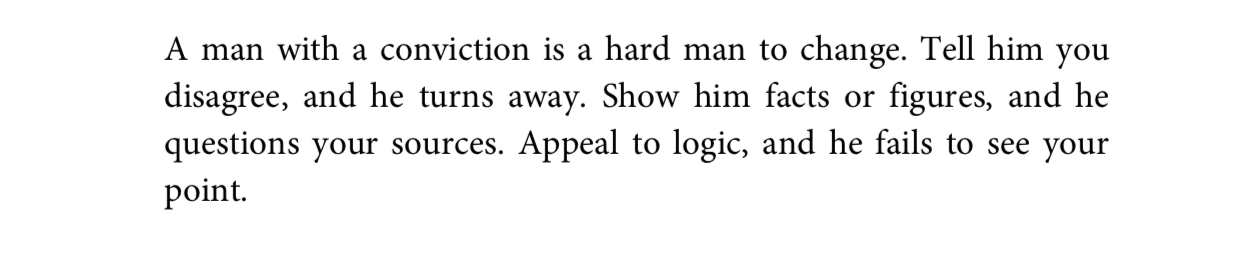 A man with a conviction is a hard man to change. Tell him you
disagree, and he turns away. Show him facts or figures, and he
questions your sources. Appeal to logic, and he fails to see your
point.